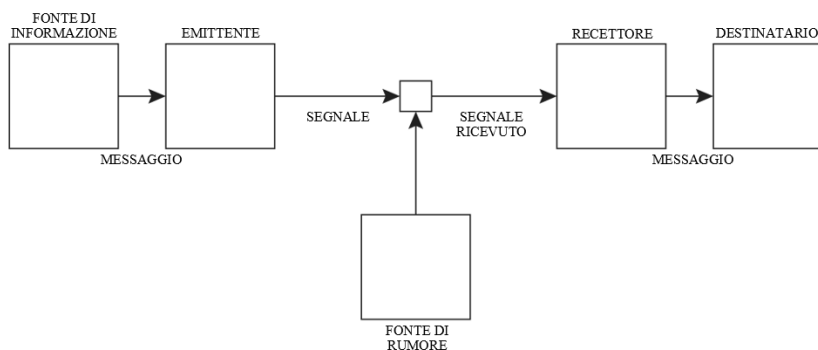 FONTE DI
INFORMAZIONE
EMITTENTE
RECETTORE
DESTINATARIO
SEGNALE
SEGNALE
RICEVUTO
MESSAGGIO
MESSAGGIO
FONTE DI
RUMORE